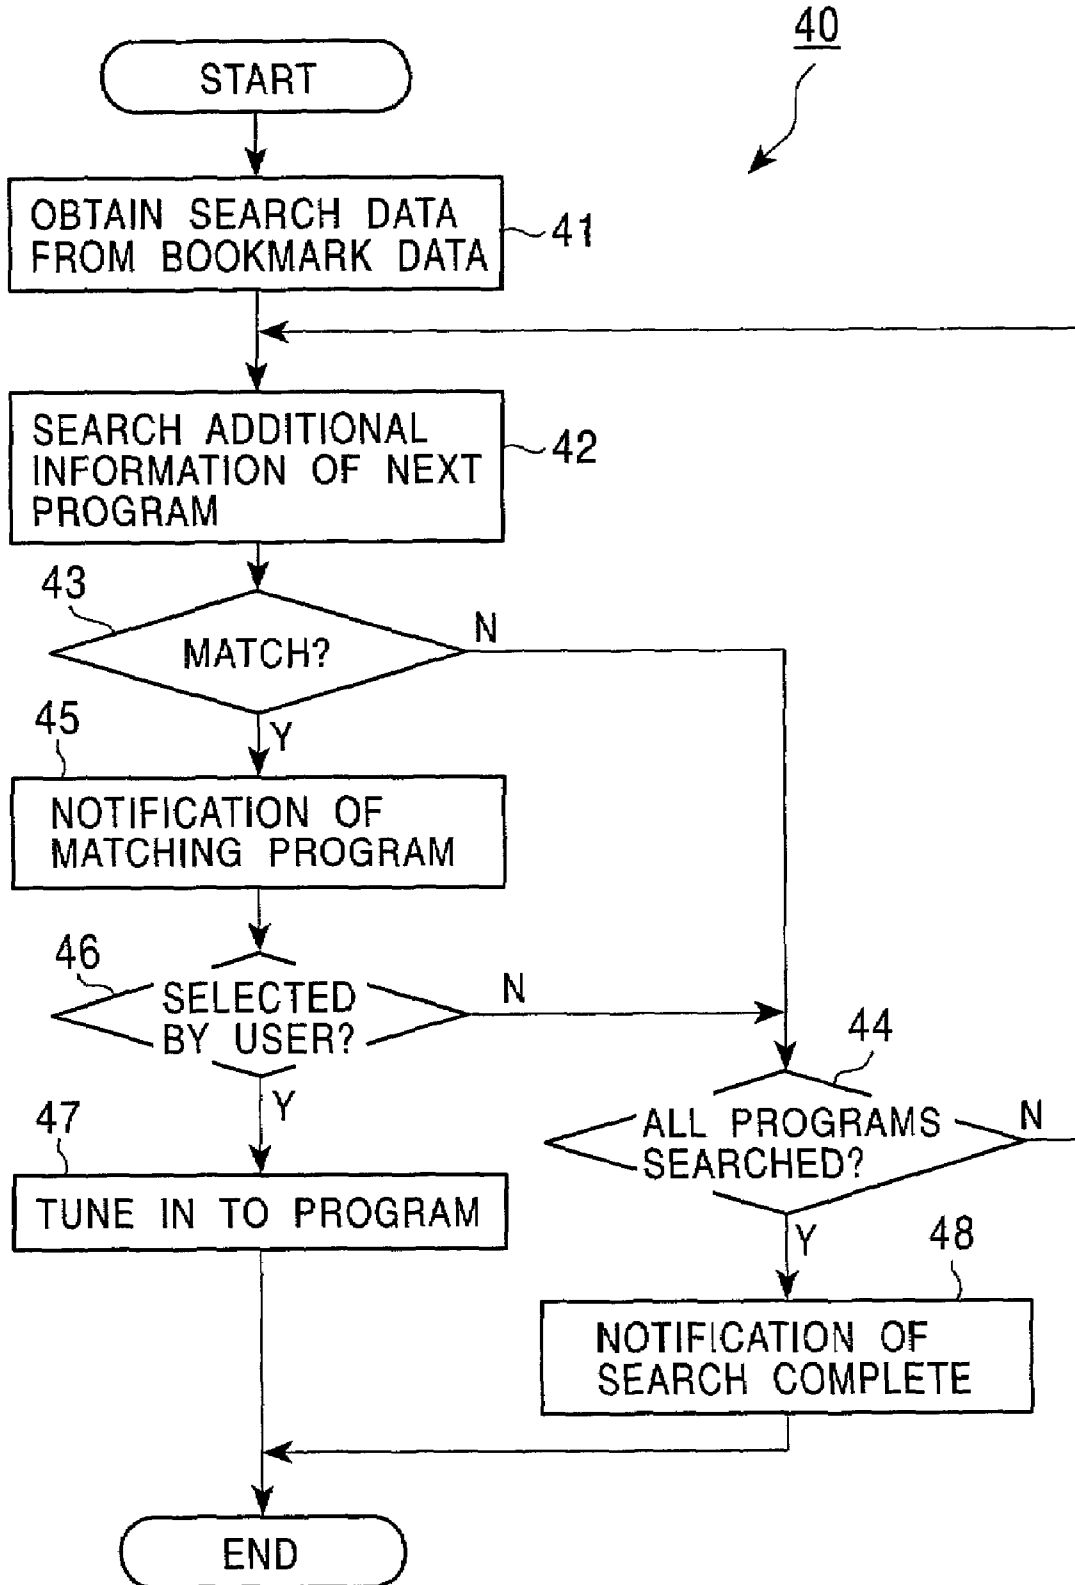 40
START
OBTAIN SEARCH DATA
FROM BOOKMARK DATA
41
SEARCH ADDITIONAL
INFORMATION OF NEXT
PROGRAM
42
43
MATCH?
N
Y
45
NOTIFICATION OF
MATCHING PROGRAM
46
SELECTED
BY USER?
N
Y
44
ALL PROGRAMS
SEARCHED?
N
Y
47
TUNE IN TO PROGRAM
48
NOTIFICATION OF
SEARCH COMPLETE
END